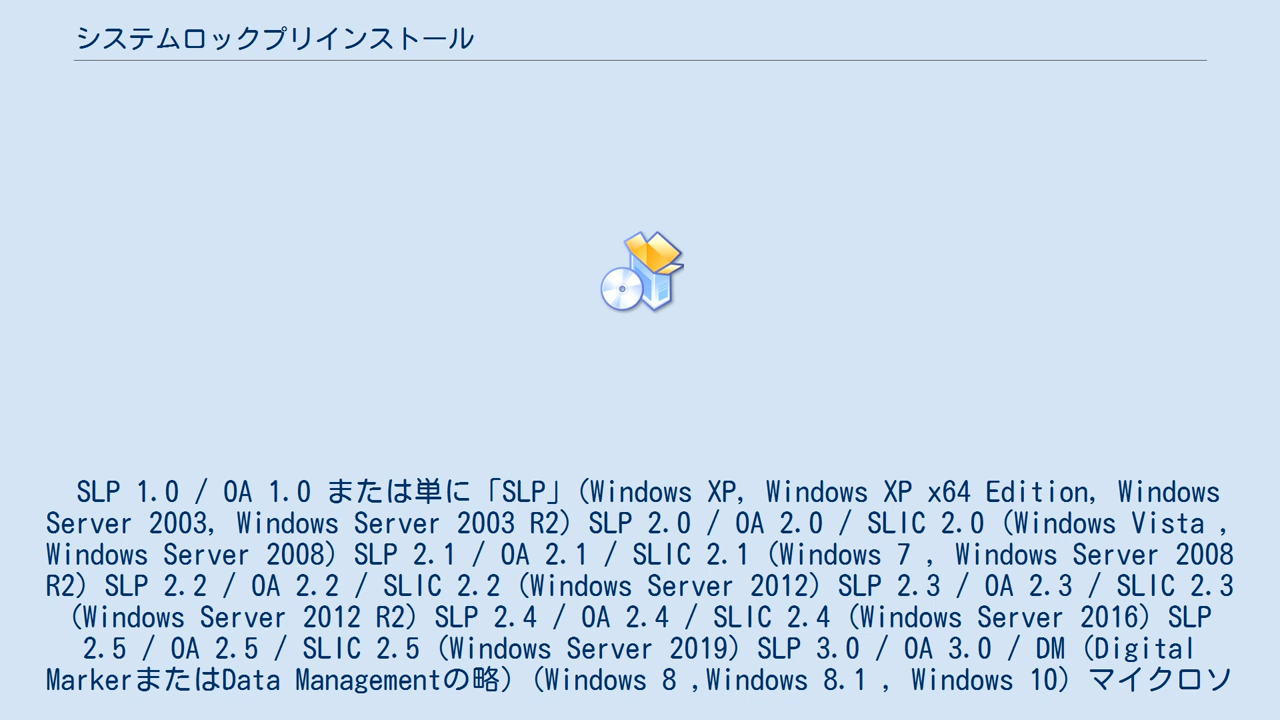 システムロックプリインストール
SLP 1.0 / OA 1.0 または単に「SLP」(Windows XP, Windows XP x64 Edition, Windows
Server 2003, Windows Server 2003 R2) SLP 2.0 / OA 2.0 / SLIC 2.0 (Windows Vista ,
Windows Server 2008) SLP 2.1 / OA 2.1 / SLIC 2.1 (Windows 7 , Windows Server 2008
R2) SLP 2.2 / OA 2.2 / SLIC 2.2 (Windows Server 2012) SLP 2.3 / OA 2.3 / SLIC 2.3
(Windows Server 2012 R2) SLP 2.4 / OA 2.4 / SLIC 2.4 (Windows Server 2016) SLP
2.5 / OA 2.5 / SLIC 2.5 (Windows Server 2019) SLP 3.0 / OA 3.0 / DM (Digital
MarkerまたはData Managementの略) (Windows 8 ,Windows 8.1 , Windows 10) マイクロソ